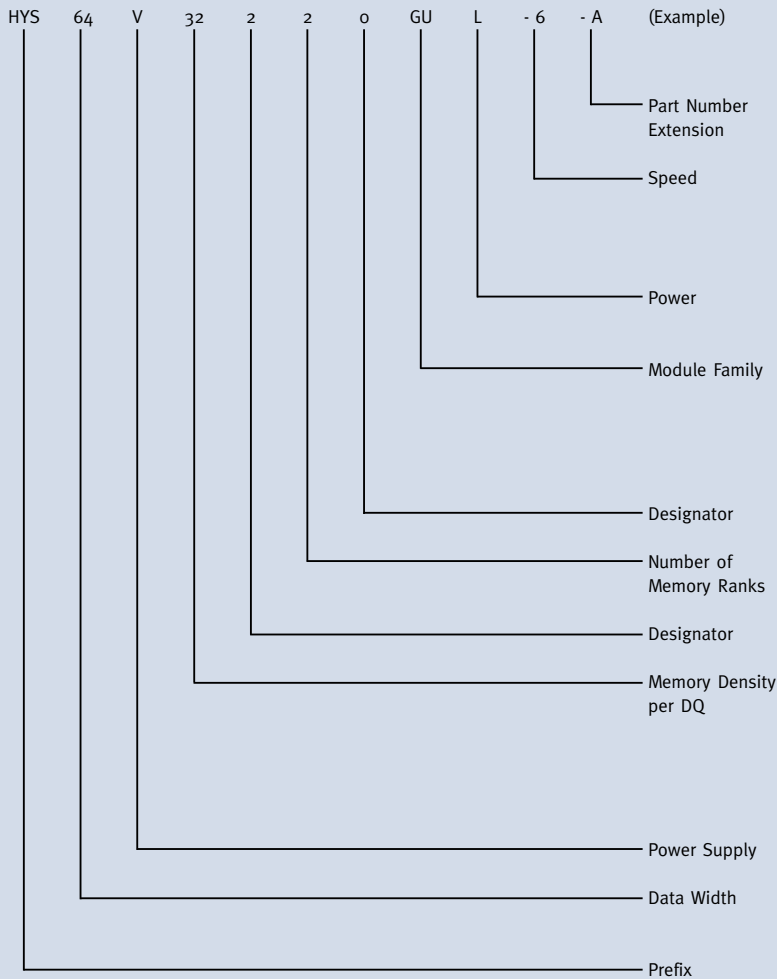 HYS 64 V 32 2 2 0 GU L - 6 - A (Example)
Part Number
Extension
Speed
Power
Module Family
Designator
Number of
Memory Ranks
Designator
Memory Density
per DQ
Power Supply
Data Width
Prefix